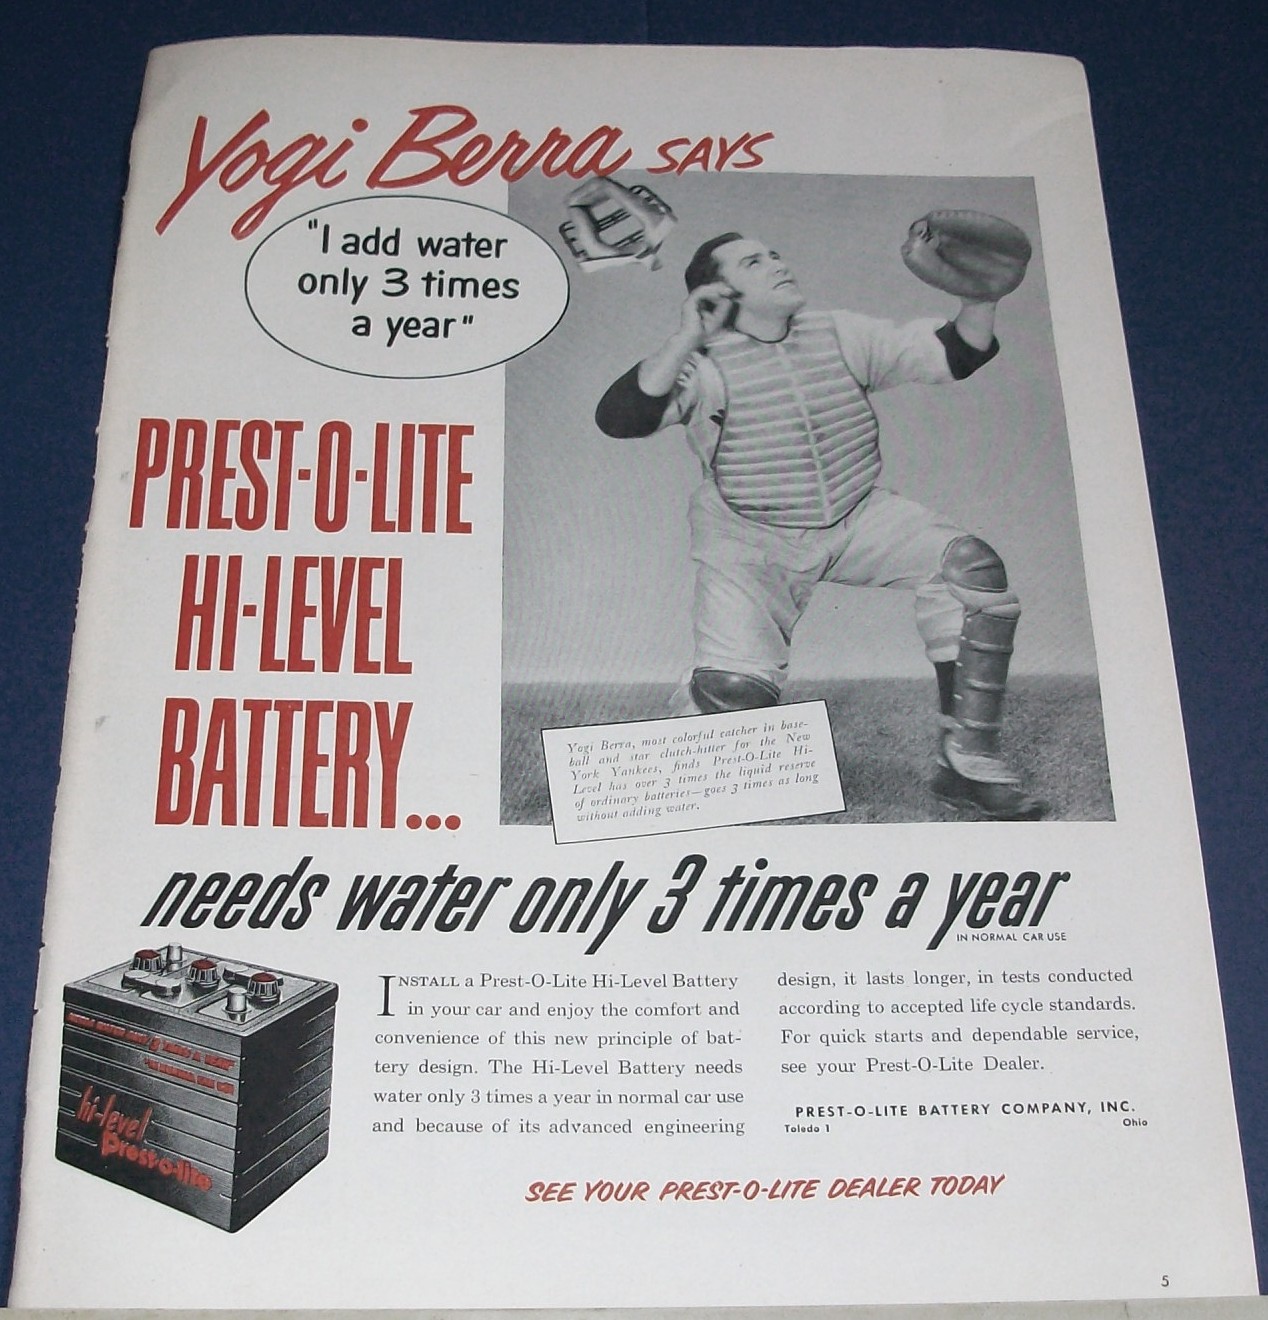 Yogi Berra SAYS
"I add water
only 3 times
a year"
PREST-O-LITE
HI-LEVEL
BATTERY...
Yogi Berra, most colorful catcher in base-
ball and star clutch-hitter for the New
York Yankees, finds Prest-O-Lite Hi-
Level has over 3 times the liquid reserve
of ordinary batteries—goes 3 times as long
without adding water.
needs water only 3 times a year
IN NORMAL CAR USE
hi-level
prest-o-lite
INSTALL a Prest-O-Lite Hi-Level Battery
in your car and enjoy the comfort and
convenience of this new principle of bat-
tery design. The Hi-Level Battery needs
water only 3 times a year in normal car use
and because of its advanced engineering
design, it lasts longer, in tests conducted
according to accepted life cycle standards.
For quick starts and dependable service,
see your Prest-O-Lite Dealer.
PREST-O-LITE BATTERY COMPANY, INC.
Toledo 1 Ohio
SEE YOUR PREST-O-LITE DEALER TODAY
5